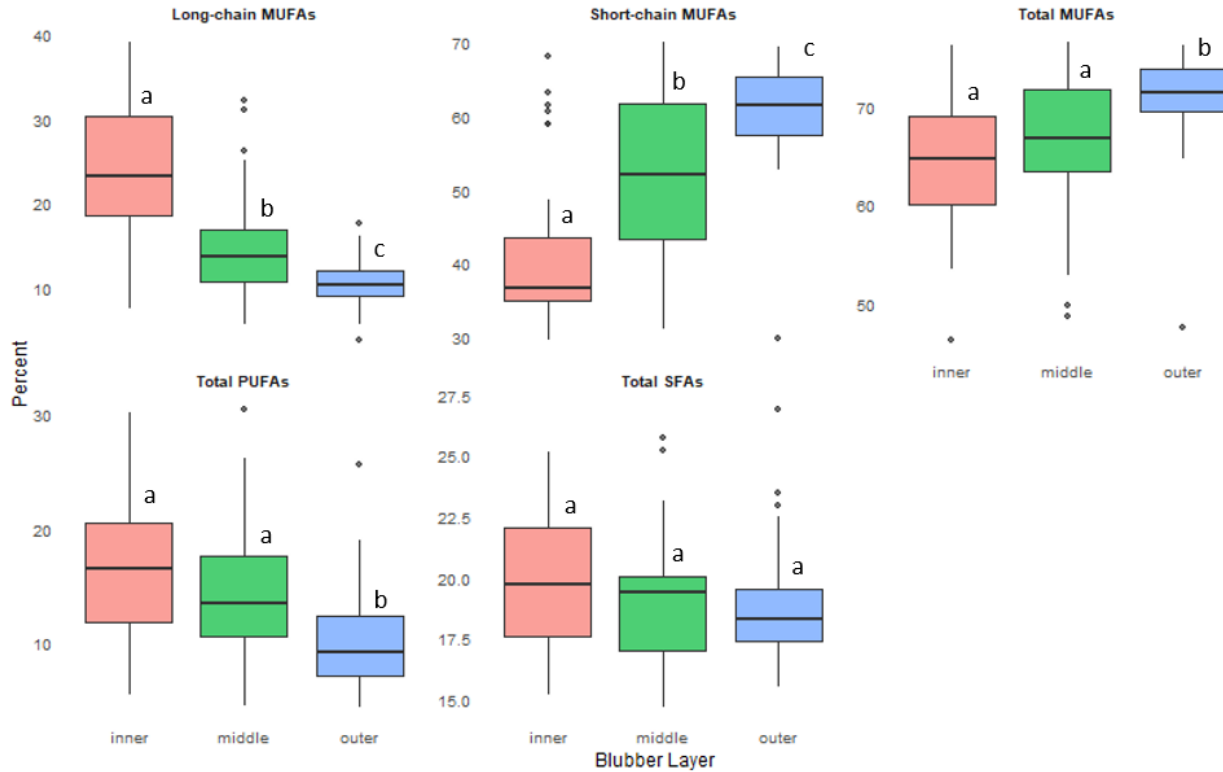 Long-chain MUFAs
Short-chain MUFAs
Total MUFAs
40
30
20
10
a
b
c
70
60
50
40
30
a
b
c
70
60
50
a
a
b
inner
middle
outer
Percent
Total PUFAs
Total SFAs
30
20
10
a
a
b
inner
middle
outer
27.5
25.0
22.5
20.0
17.5
15.0
a
a
a
inner
middle
outer
Blubber Layer